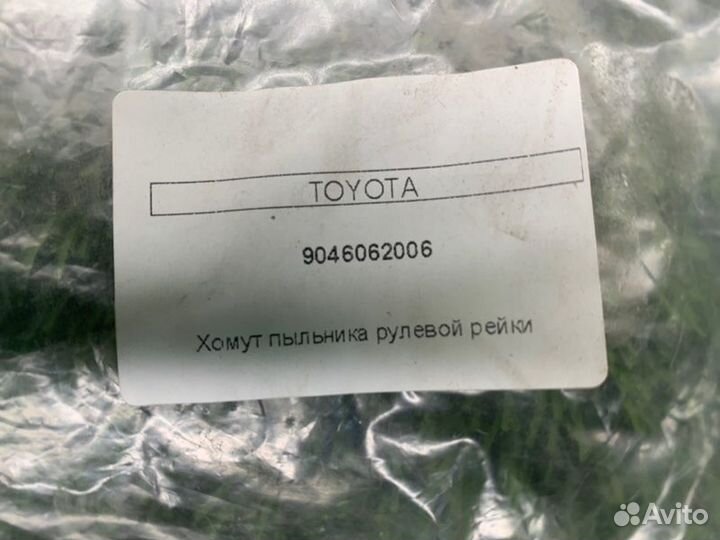 TOYOTA
9046062006
Хомут пыльника рулевой рейки
Avito